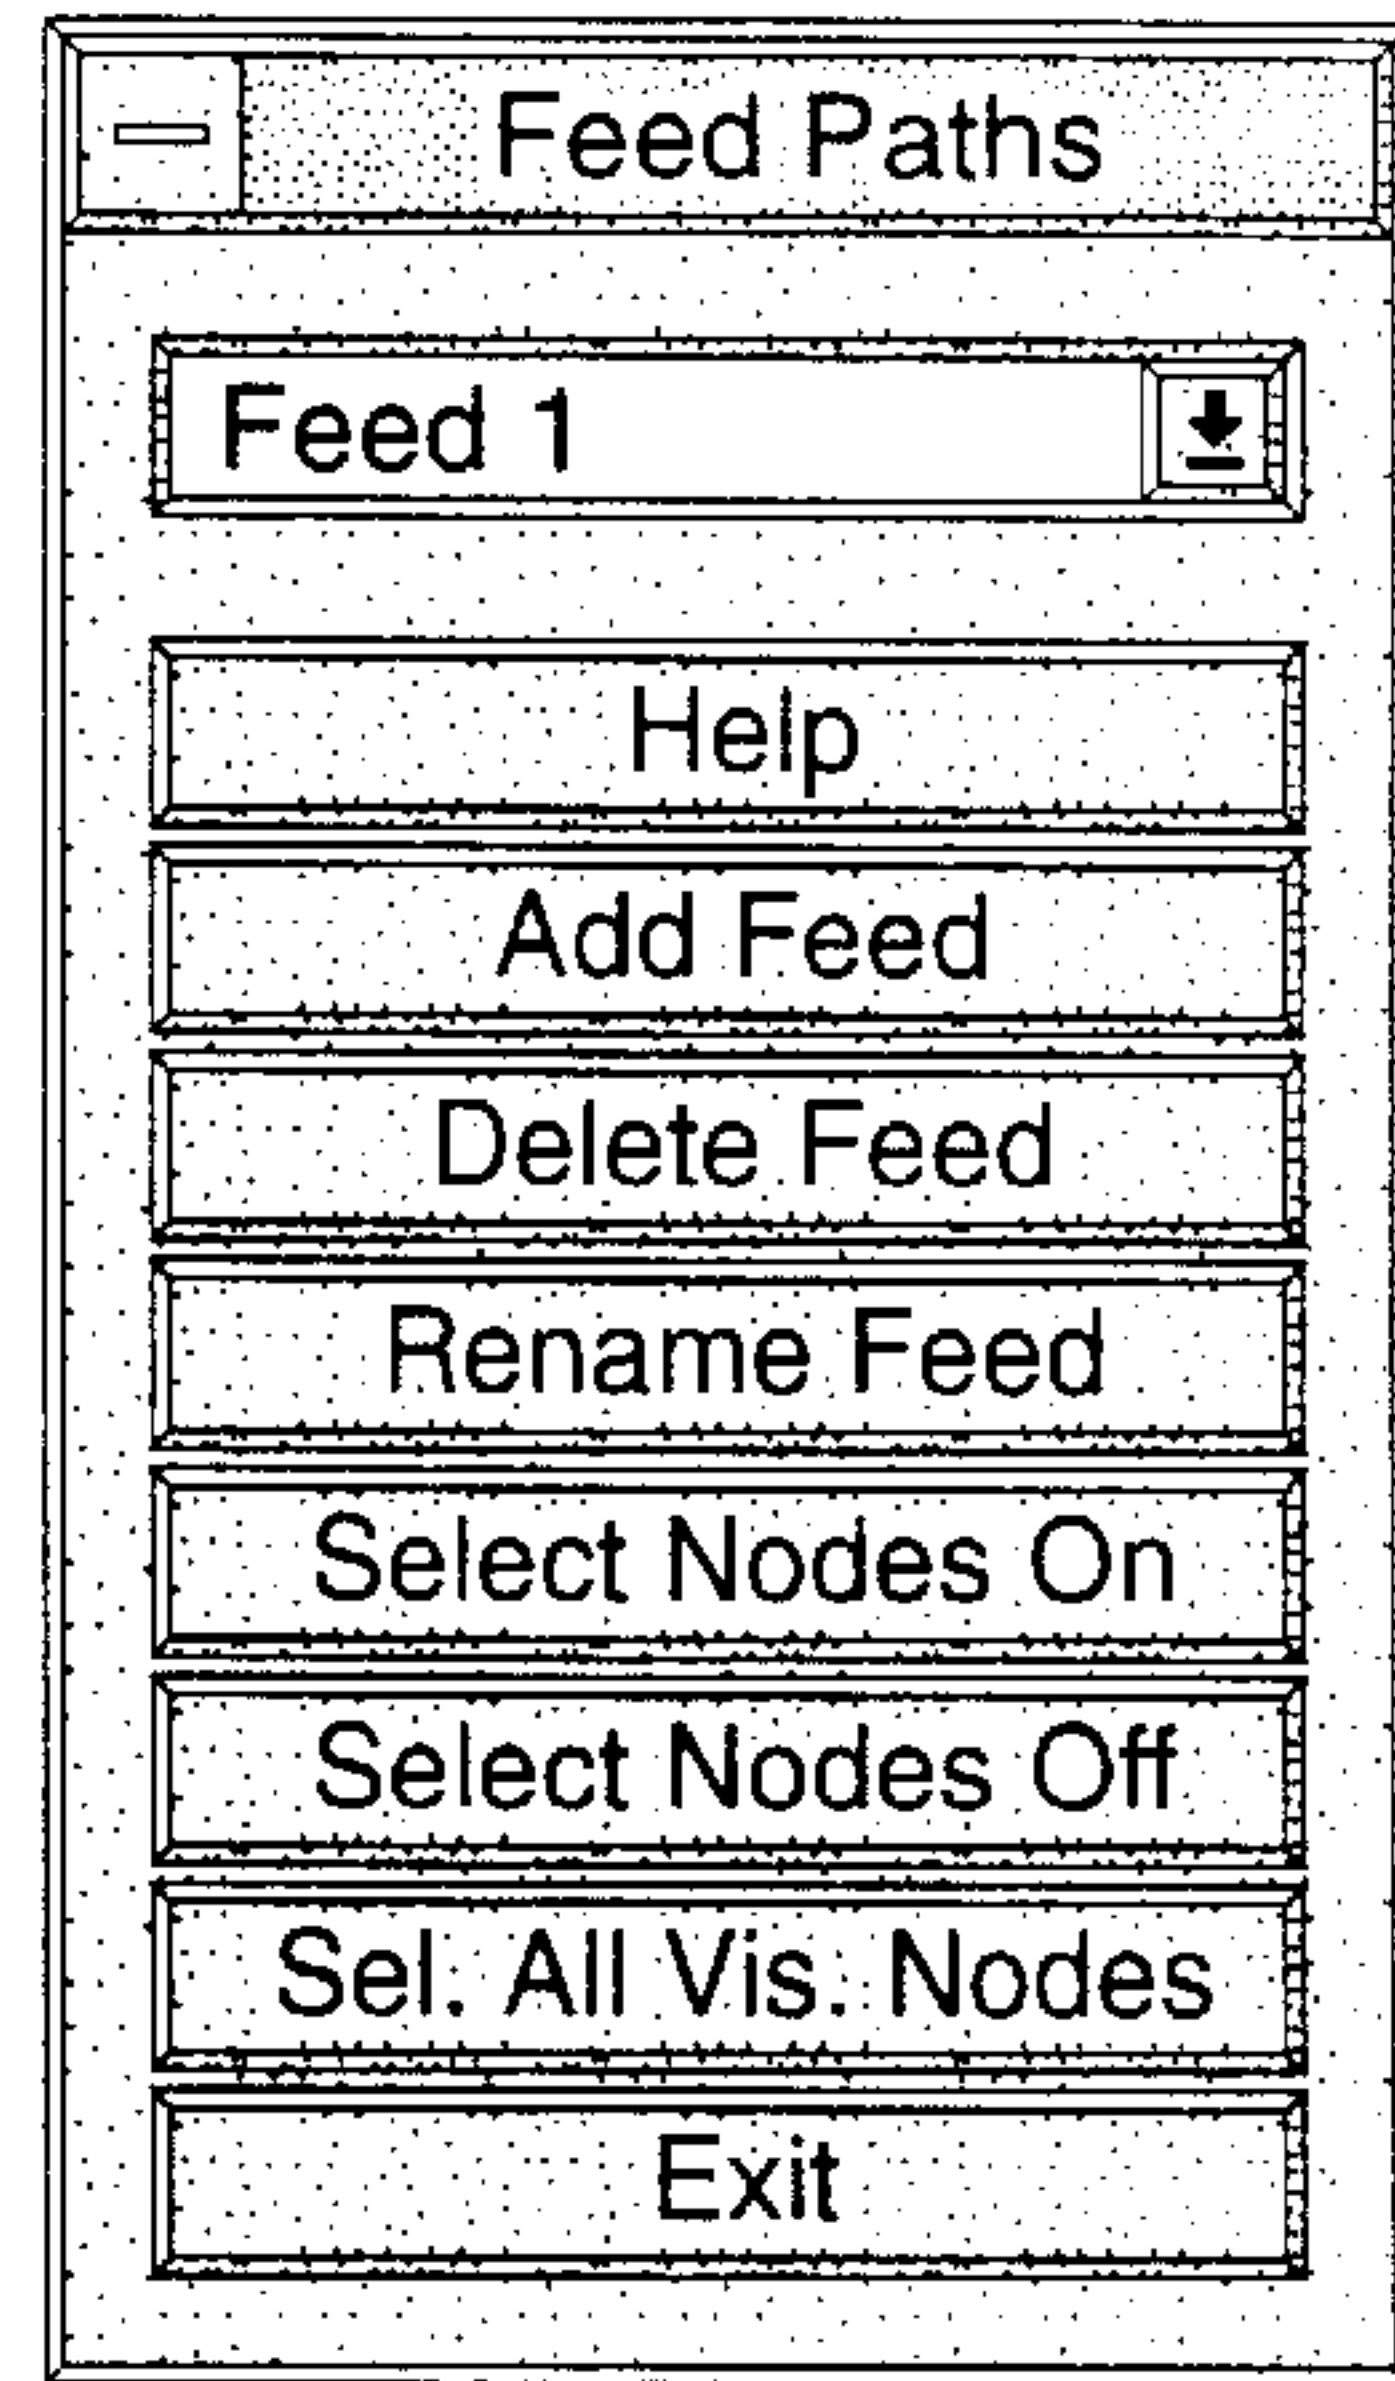 Feed Paths
Feed 1
Help
Add Feed
Delete Feed
Rename Feed
Select Nodes On
Select Nodes Off
Sel. All Vis. Nodes
Exit